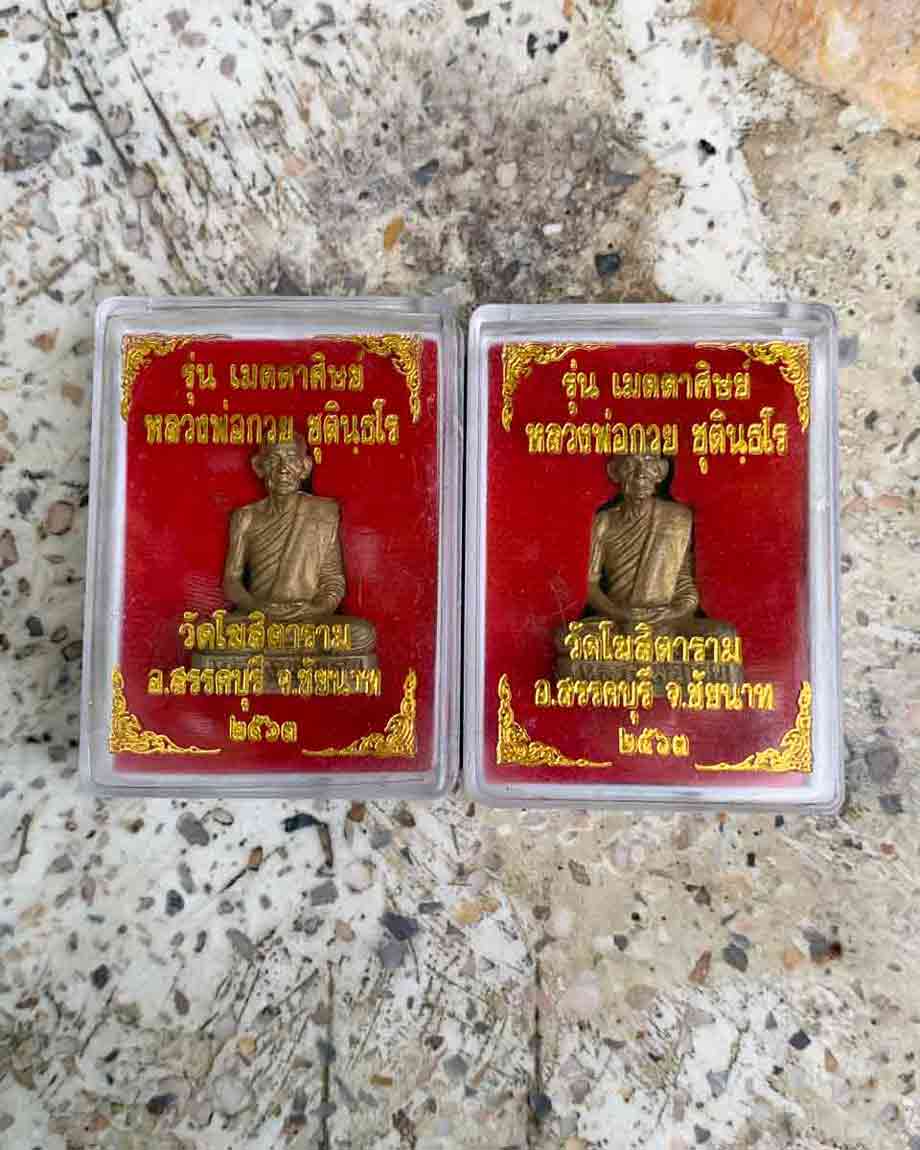 รุ่น เมตตาศิษย์
หลวงพ่อกวย ชุตินฺธโร
วัดโฆสิตาราม
อ.สรรคบุรี จ.ชัยนาท
๒๕๖๓
รุ่น เมตตาศิษย์
หลวงพ่อกวย ชุตินฺธโร
วัดโฆสิตาราม
อ.สรรคบุรี จ.ชัยนาท
๒๕๖๓